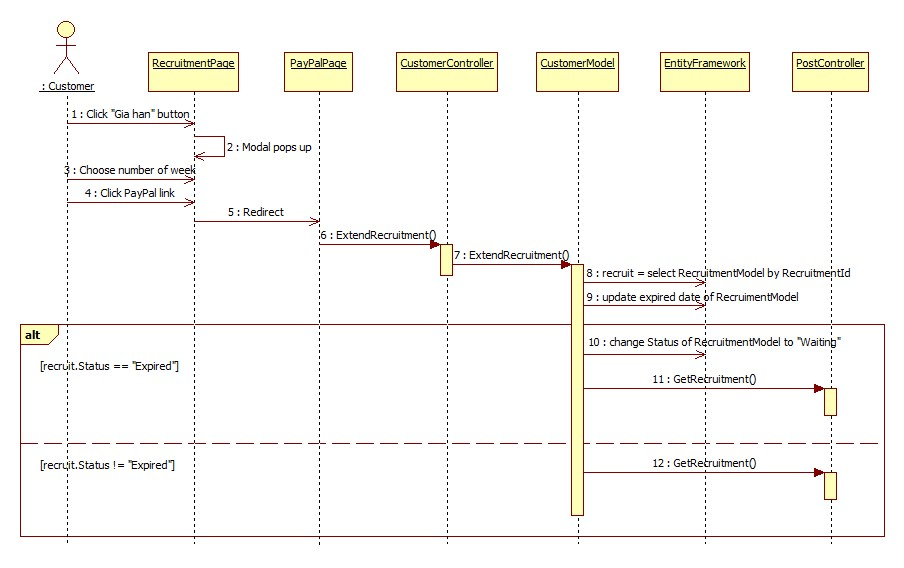 : Customer
RecruitmentPage
PayPalPage
CustomerController
CustomerModel
EntityFramework
PostController
1 : Click "Gia han" button
2 : Modal pops up
3 : Choose number of week
4 : Click PayPal link
5 : Redirect
6 : ExtendRecruitment()
7 : ExtendRecruitment()
8 : recruit = select RecruitmentModel by RecruitmentId
9 : update expired date of RecruimentModel
alt
10 : change Status of RecruitmentModel to "Waiting"
[recruit.Status == "Expired"]
11 : GetRecruitment()
[recruit.Status != "Expired"]
12 : GetRecruitment()